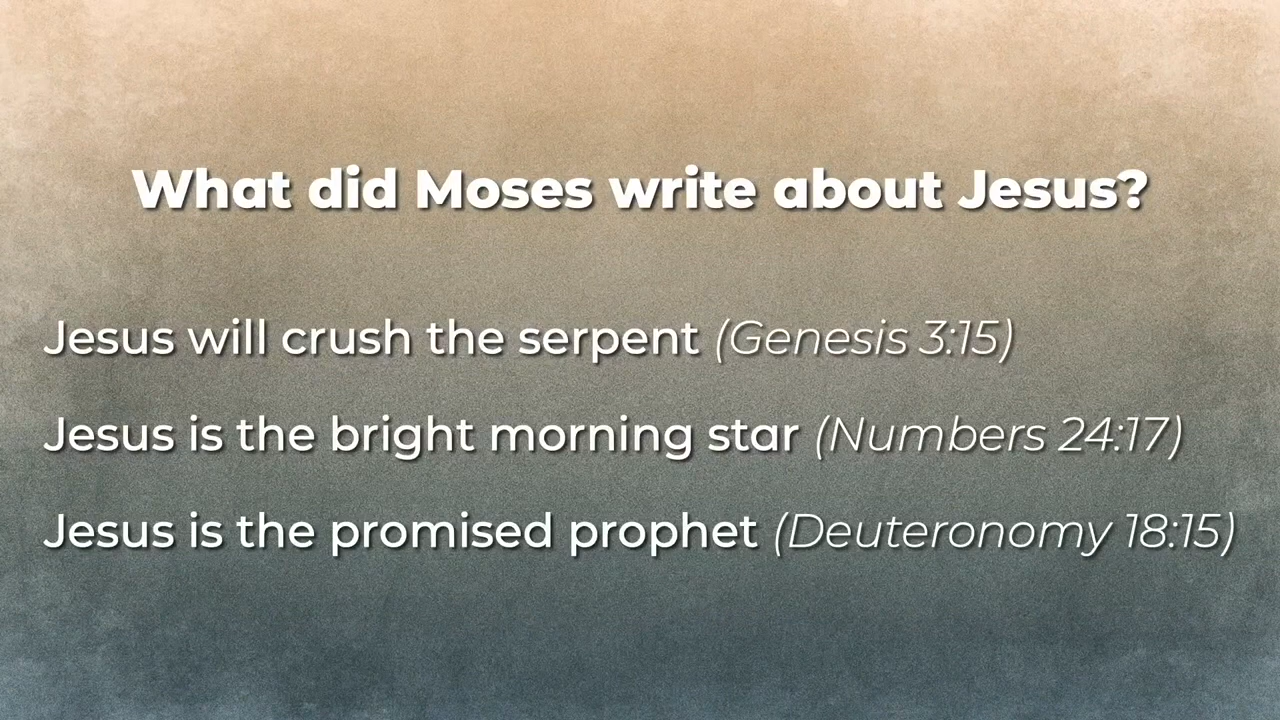 What did Moses write about Jesus?
Jesus will crush the serpent (Genesis 3:15)
Jesus is the bright morning star (Numbers 24:17)
Jesus is the promised prophet (Deuteronomy 18:15)